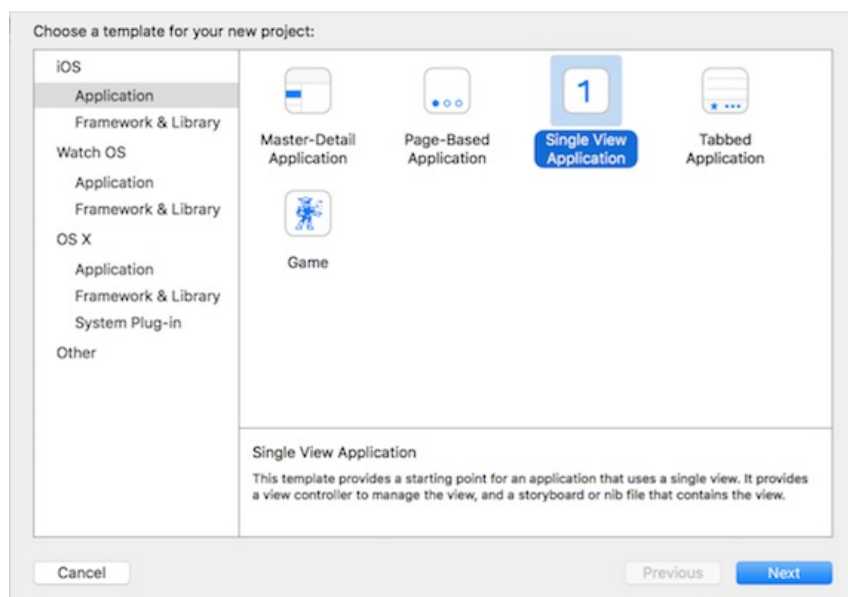 Choose a template for your new project:
iOS
Application
Framework & Library
Watch OS
Application
Framework & Library
OS X
Application
Framework & Library
System Plug-in
Other
Master-Detail
Application
Page-Based
Application
1
Single View
Application
Tabbed
Application
Game
Single View Application
This template provides a starting point for an application that uses a single view. It provides
a view controller to manage the view, and a storyboard or nib file that contains the view.
Cancel
Previous
Next